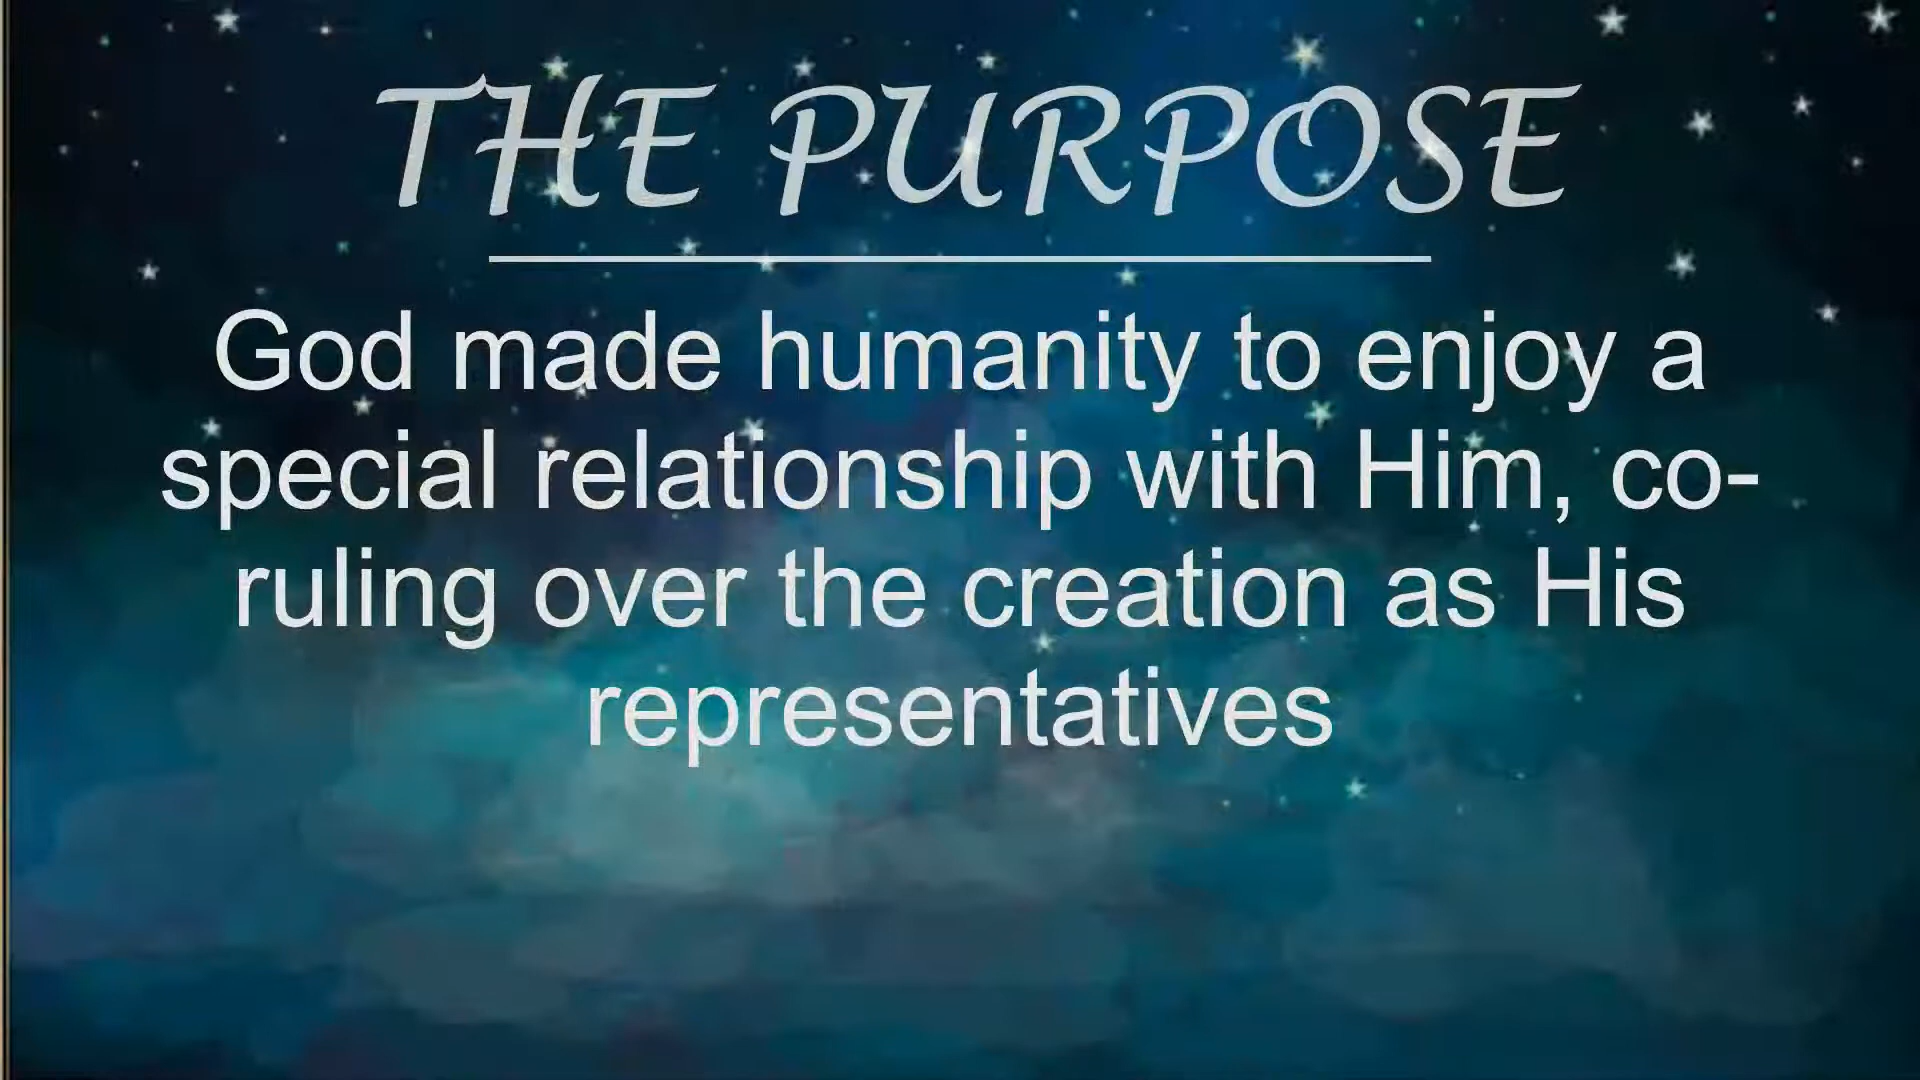 THE PURPOSE
God made humanity to enjoy a
special relationship with Him, co-
ruling over the creation as His
representatives